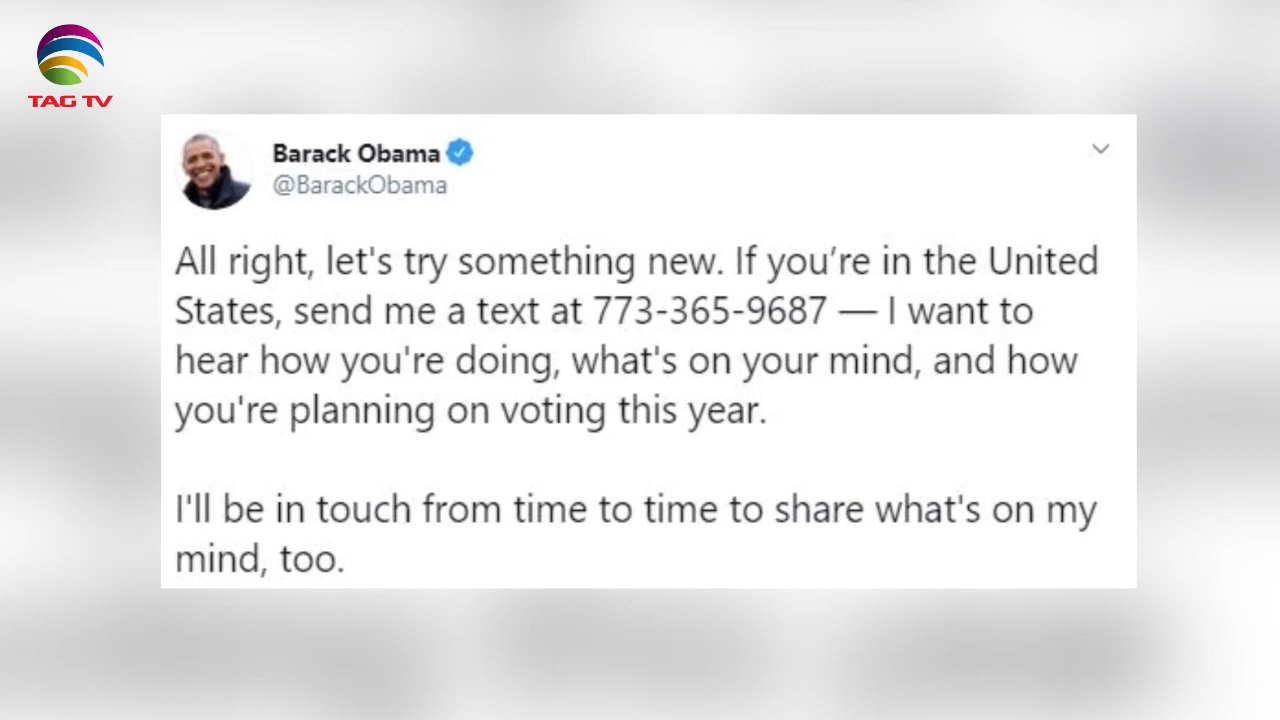 TAG TV
Barack Obama
@BarackObama
All right, let's try something new. If you’re in the United
States, send me a text at 773-365-9687 — I want to
hear how you're doing, what's on your mind, and how
you're planning on voting this year.
I'll be in touch from time to time to share what's on my
mind, too.